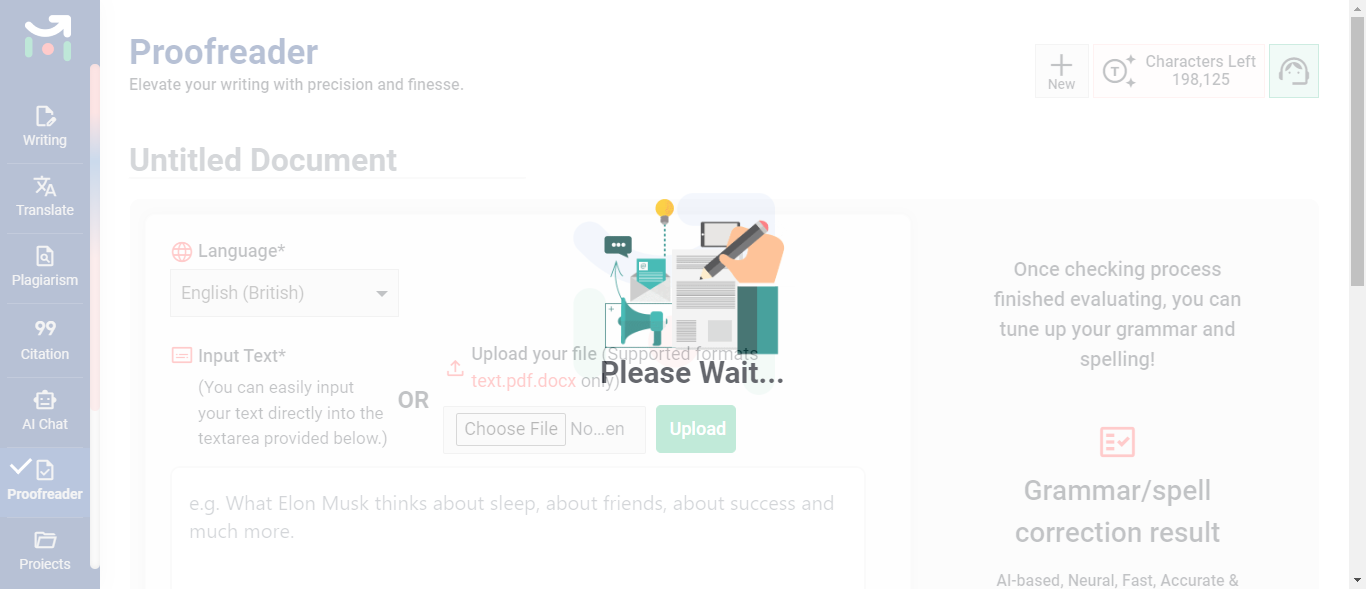 Writing
Translate
Plagiarism
Citation
AI Chat
Proofreader
Projects
Proofreader
Elevate your writing with precision and finesse.
New
T
Characters Left
198,125
Untitled Document
Language*
English (British)
Input Text*
(You can easily input
your text directly into the
textarea provided below.)
OR
Upload your file (Supported formats
text.pdf.docx only)
Choose File No...en
Upload
e.g. What Elon Musk thinks about sleep, about friends, about success and
much more.
Please Wait...
Once checking process
finished evaluating, you can
tune up your grammar and
spelling!
Grammar/spell
correction result
AI-based, Neural, Fast, Accurate &